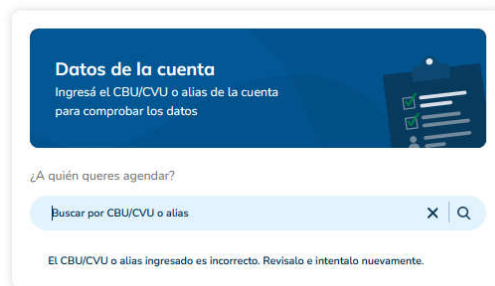 Datos de la cuenta
Ingresá el CBU/CVU o alias de la cuenta
para comprobar los datos
¿A quién queres agendar?
Buscar por CBU/CVU o alias
El CBU/CVU o alias ingresado es incorrecto. Revisalo e intentalo nuevamente.